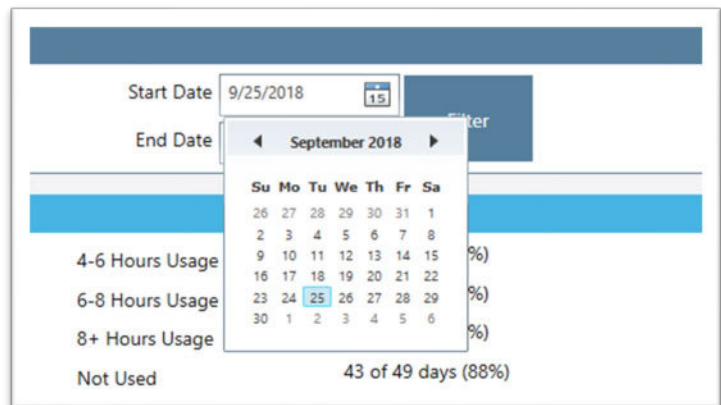 Start Date 9/25/2018 15
End Date
September 2018
Su Mo Tu We Th Fr Sa
26 27 28 29 30 31 1
2 3 4 5 6 7 8
9 10 11 12 13 14 15
16 17 18 19 20 21 22
23 24 25 26 27 28 29
30 1 2 3 4 5 6
4-6 Hours Usage %)
6-8 Hours Usage %)
8+ Hours Usage %)
Not Used 43 of 49 days (88%)